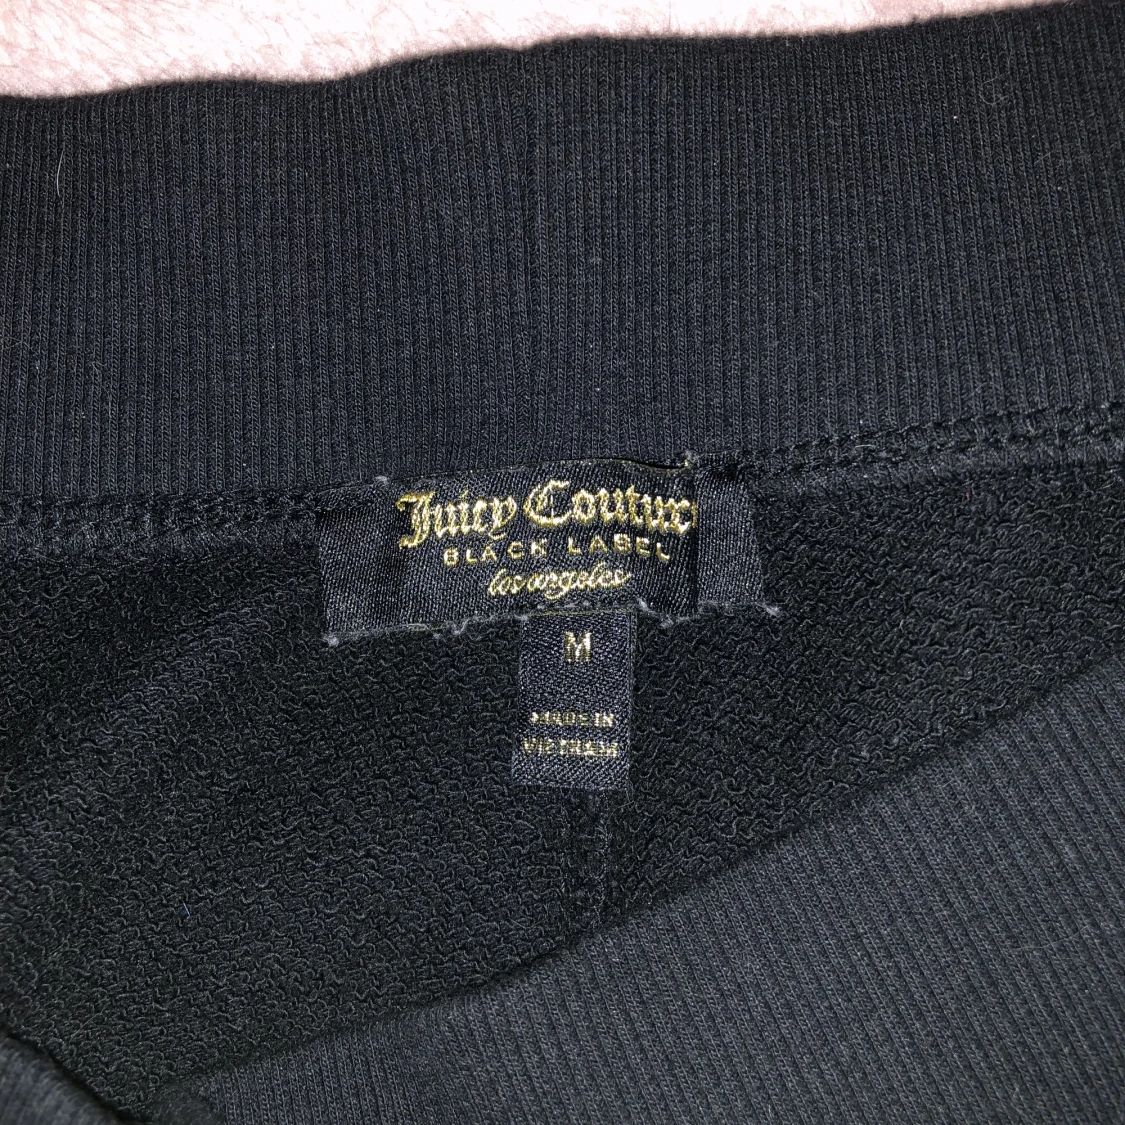 Juicy Couture
BLACK LABEL
los angeles
M
MADE IN
VIETNAM